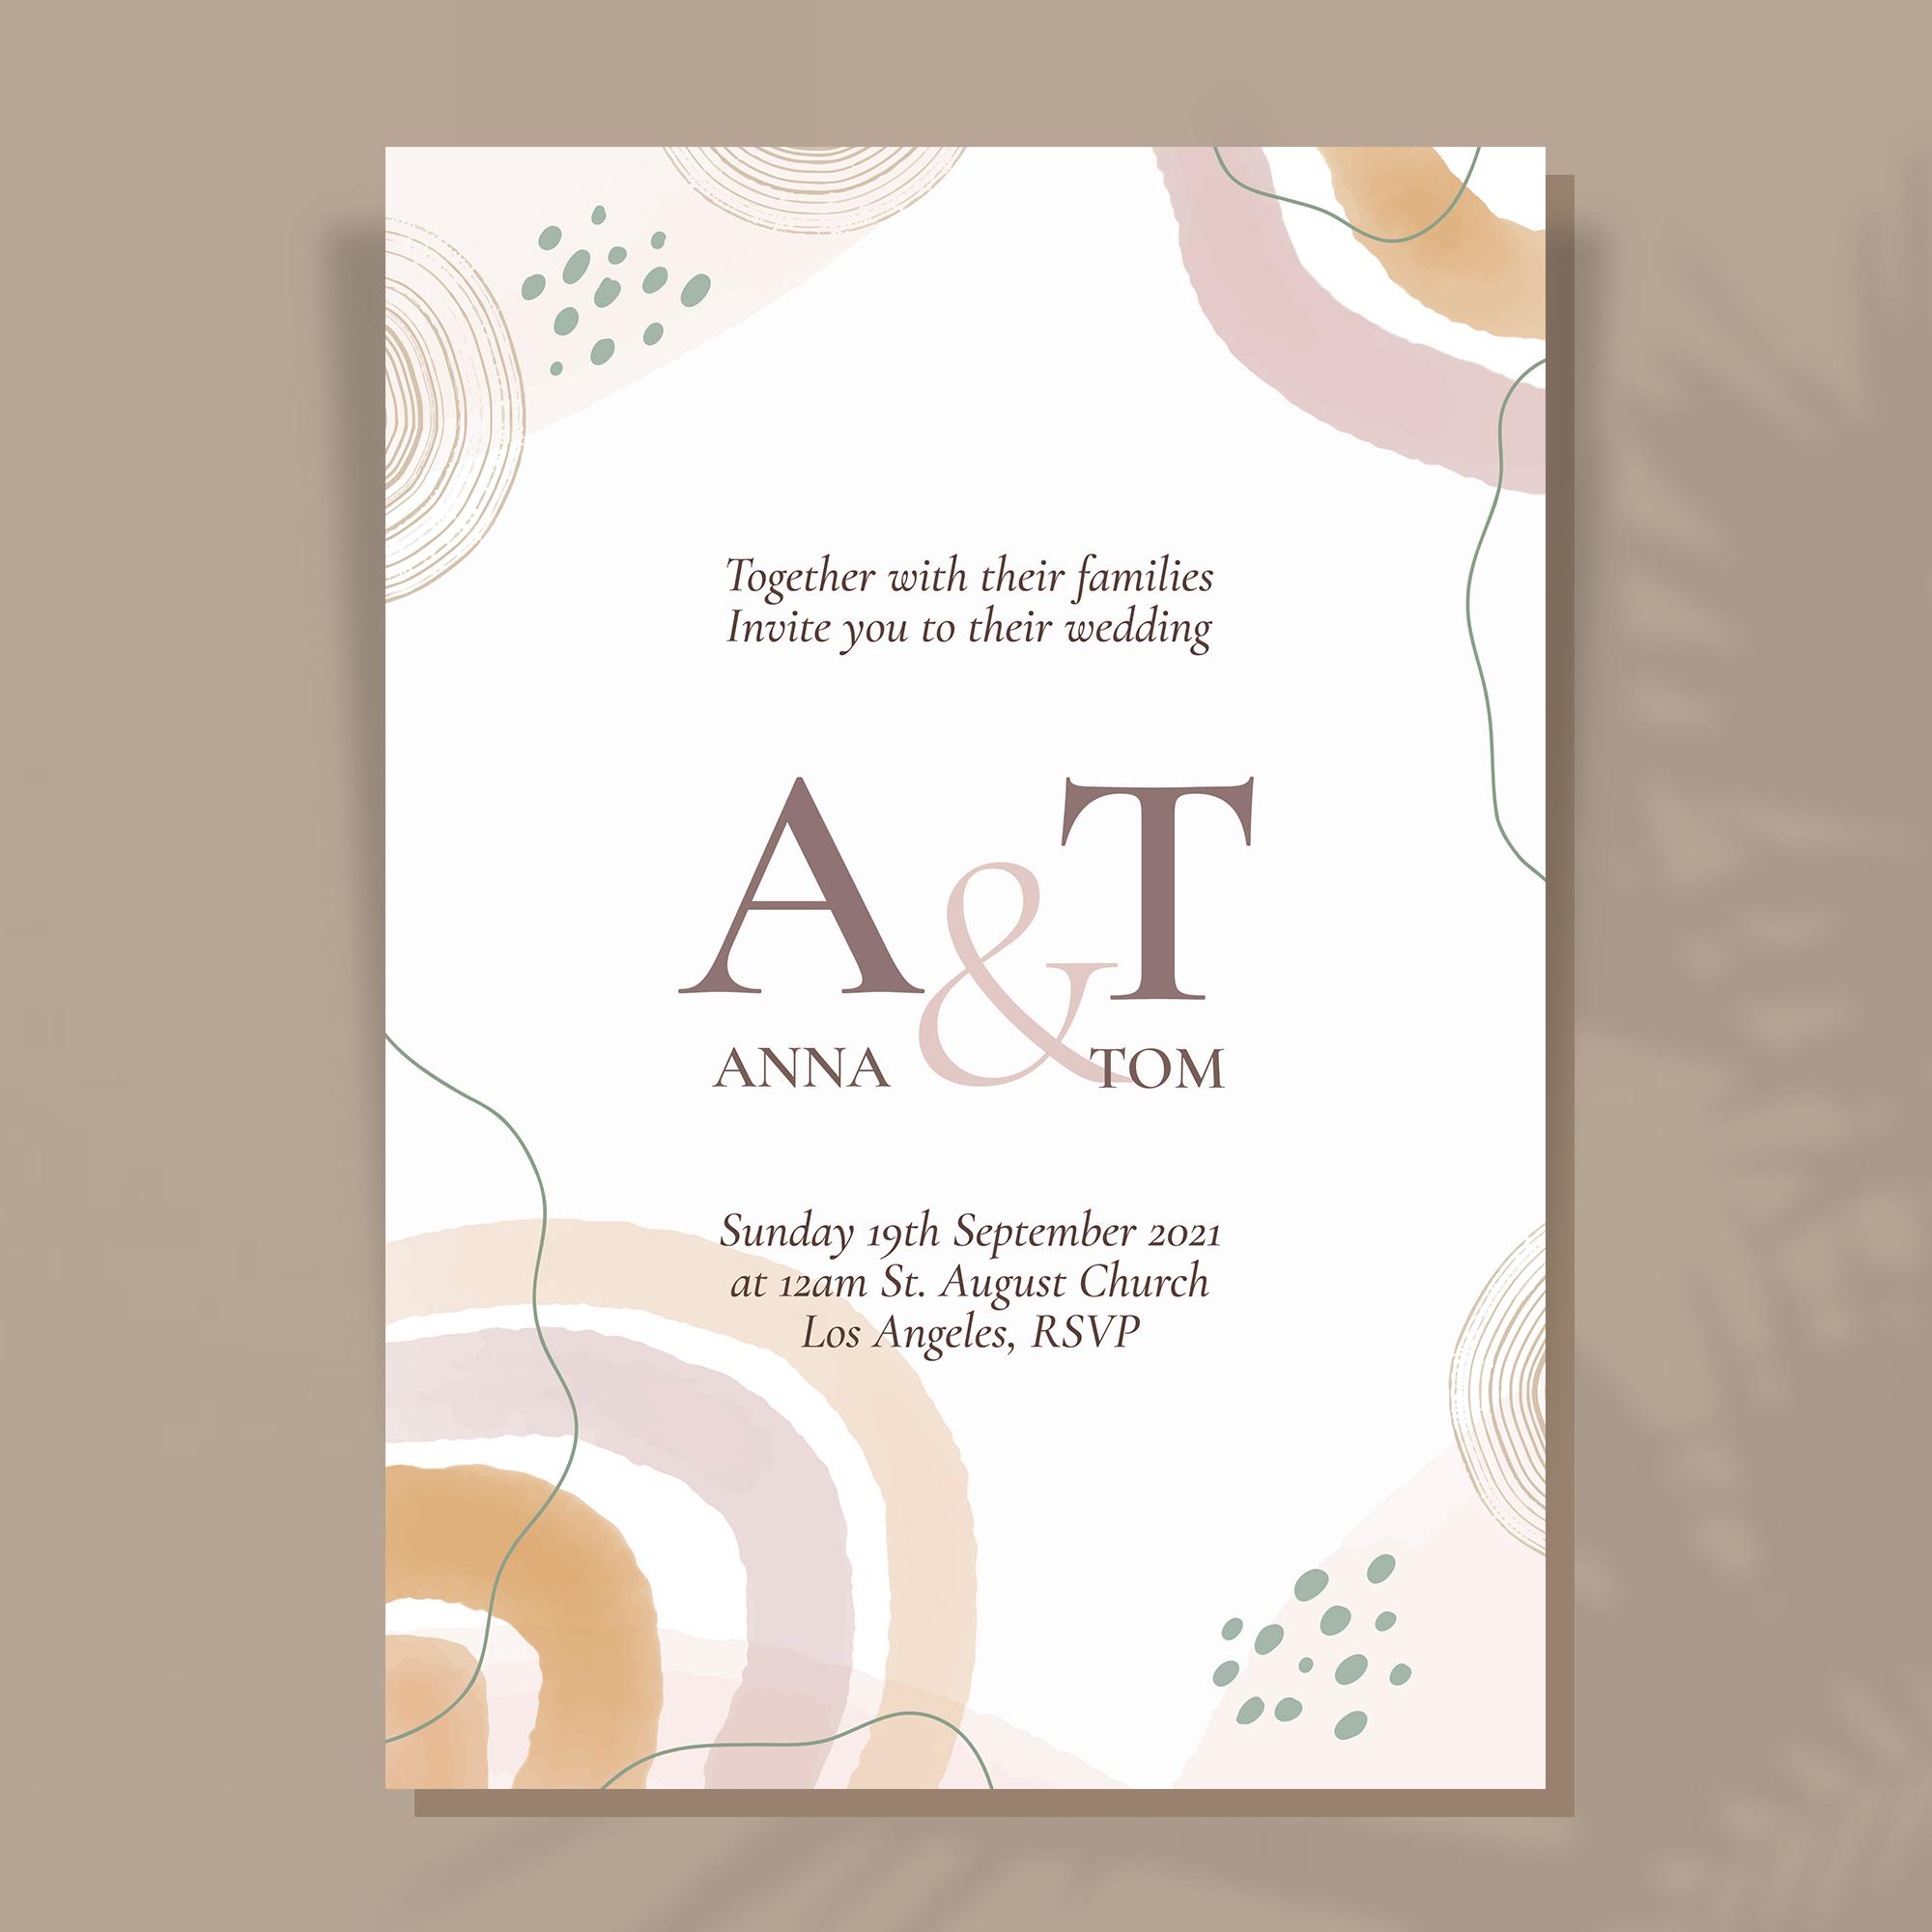 Together with their families
Invite you to their wedding
A & T
ANNA TOM
Sunday 19th September 2021
at 12am St. August Church
Los Angeles, RSVP